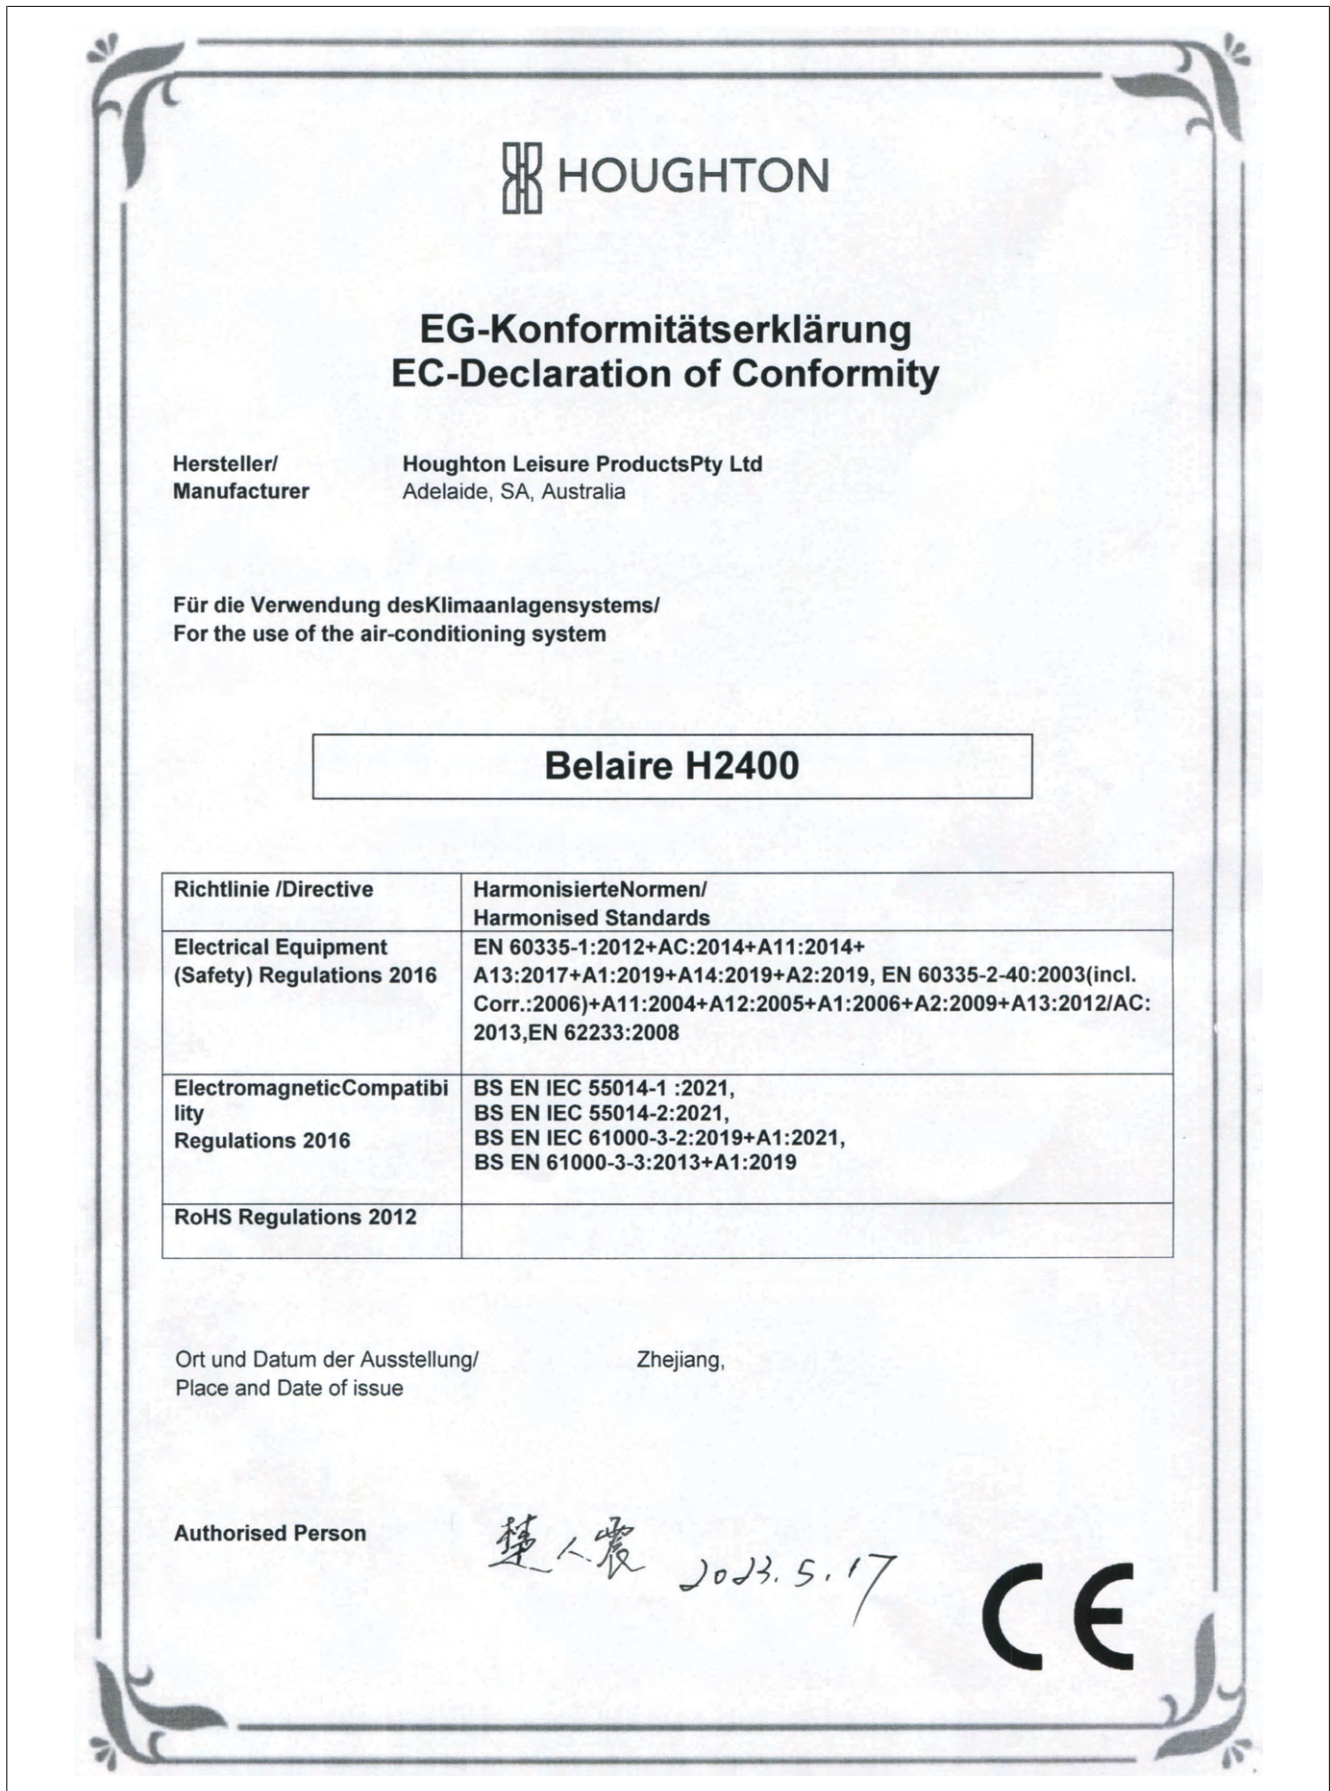 HOUGHTON
EG-Konformitätserklärung
EC-Declaration of Conformity
Hersteller/
Manufacturer
Houghton Leisure ProductsPty Ltd
Adelaide, SA, Australia
Für die Verwendung desKlimaanlagensystems/
For the use of the air-conditioning system
Belaire H2400
Richtlinie /Directive
HarmonisierteNormen/
Harmonised Standards
Electrical Equipment
(Safety) Regulations 2016
EN 60335-1:2012+AC:2014+A11:2014+
A13:2017+A1:2019+A14:2019+A2:2019, EN 60335-2-40:2003(incl.
Corr.:2006)+A11:2004+A12:2005+A1:2006+A2:2009+A13:2012/AC:
2013,EN 62233:2008
ElectromagneticCompatibi
lity
Regulations 2016
BS EN IEC 55014-1 :2021,
BS EN IEC 55014-2:2021,
BS EN IEC 61000-3-2:2019+A1:2021,
BS EN 61000-3-3:2013+A1:2019
RoHS Regulations 2012
Ort und Datum der Ausstellung/
Place and Date of issue
Zhejiang,
Authorised Person
楚人震 2023.5.17
CE